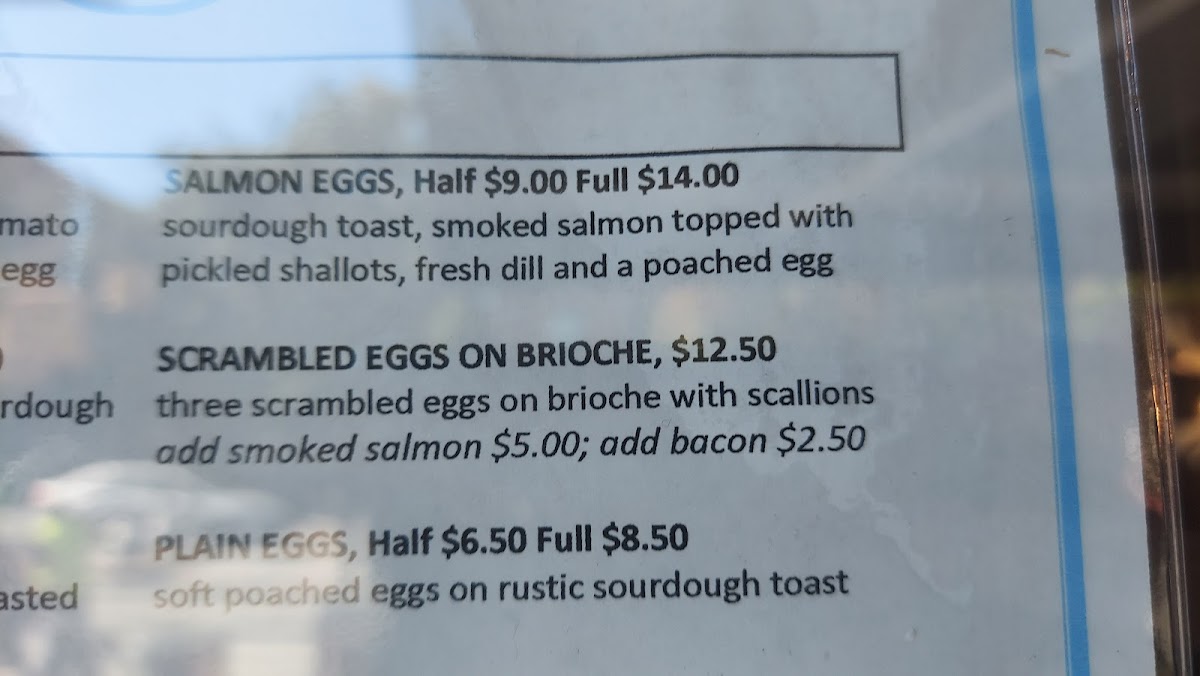 SALMON EGGS, Half $9.00 Full $14.00
mato sourdough toast, smoked salmon topped with
egg pickled shallots, fresh dill and a poached egg
SCRAMBLED EGGS ON BRIOCHE, $12.50
rdough three scrambled eggs on brioche with scallions
add smoked salmon $5.00; add bacon $2.50
PLAIN EGGS, Half $6.50 Full $8.50
asted soft poached eggs on rustic sourdough toast